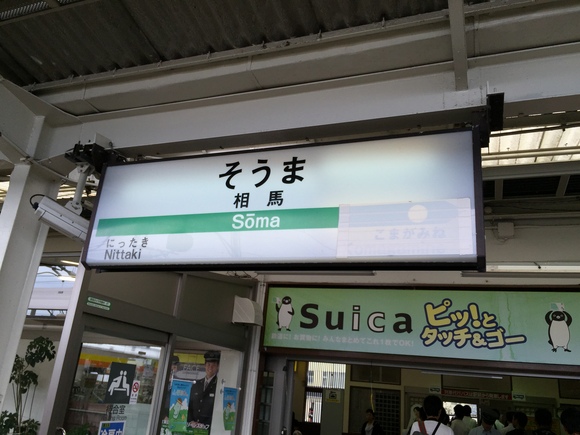 そうま
相馬
Sōma
にったき
Nittaki
こまがみね
Suica
ピッ!と
タッチ&ゴー